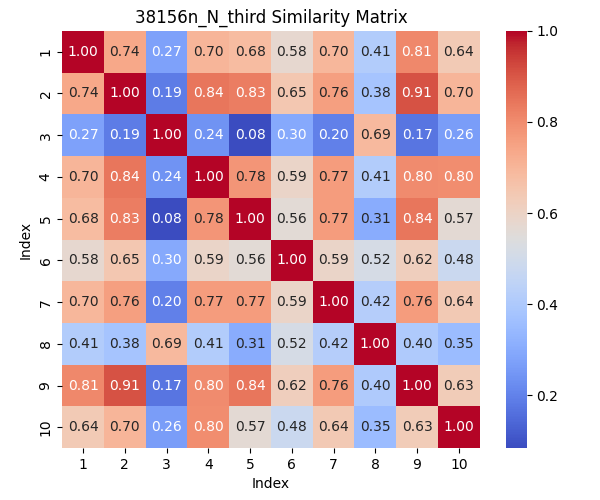 38156n_N_third Similarity Matrix
1 1.00 0.74 0.27 0.70 0.68 0.58 0.70 0.41 0.81 0.64
2 0.74 1.00 0.19 0.84 0.83 0.65 0.76 0.38 0.91 0.70
3 0.27 0.19 1.00 0.24 0.08 0.30 0.20 0.69 0.17 0.26
4 0.70 0.84 0.24 1.00 0.78 0.59 0.77 0.41 0.80 0.80
5 0.68 0.83 0.08 0.78 1.00 0.56 0.77 0.31 0.84 0.57
6 0.58 0.65 0.30 0.59 0.56 1.00 0.59 0.52 0.62 0.48
7 0.70 0.76 0.20 0.77 0.77 0.59 1.00 0.42 0.76 0.64
8 0.41 0.38 0.69 0.41 0.31 0.52 0.42 1.00 0.40 0.35
9 0.81 0.91 0.17 0.80 0.84 0.62 0.76 0.40 1.00 0.63
10 0.64 0.70 0.26 0.80 0.57 0.48 0.64 0.35 0.63 1.00
1 2 3 4 5 6 7 8 9 10
Index
Index
1.0
0.8
0.6
0.4
0.2